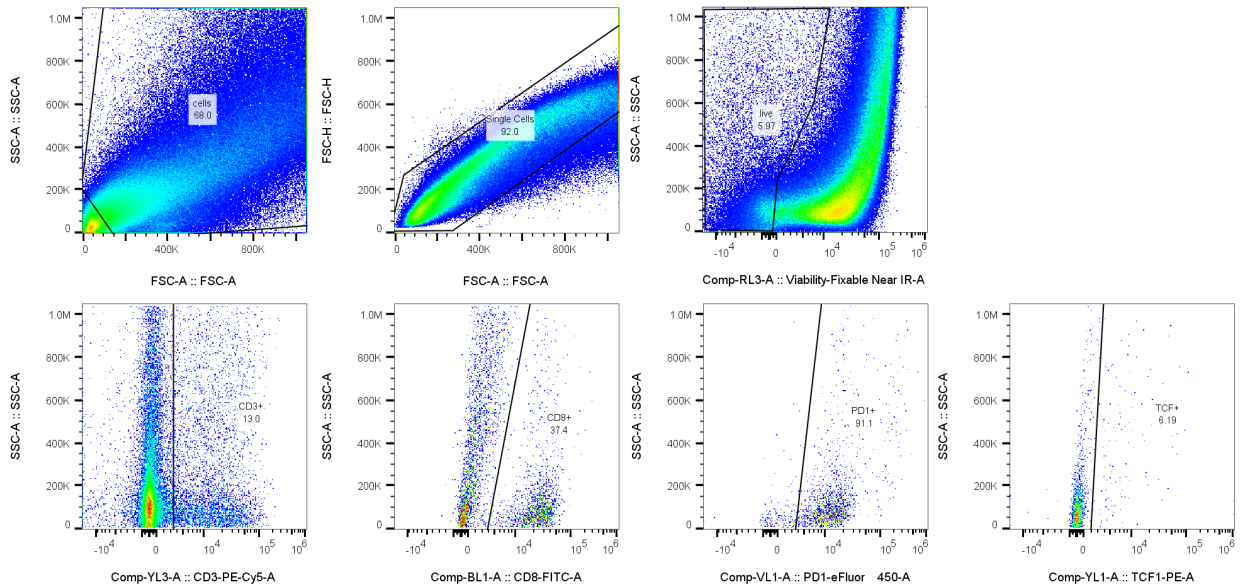 1.0M
800K
600K
400K
200K
0
SSC-A :: SSC-A
cells
68.0
0
400K
800K
FSC-A :: FSC-A
1.0M
800K
600K
400K
200K
0
FSC-H :: FSC-H
Single Cells
92.0
0
400K
800K
FSC-A :: FSC-A
1.0M
800K
600K
400K
200K
0
SSC-A :: SSC-A
live
5.97
-10^4
0
10^4
10^5
10^6
Comp-RL3-A :: Viability-Fixable Near IR-A
1.0M
800K
600K
400K
200K
0
SSC-A :: SSC-A
CD3+
13.0
-10^4
0
10^4
10^5
10^6
Comp-YL3-A :: CD3-PE-Cy5-A
1.0M
800K
600K
400K
200K
0
SSC-A :: SSC-A
CD8+
37.4
-10^4
0
10^4
10^5
10^6
Comp-BL1-A :: CD8-FITC-A
1.0M
800K
600K
400K
200K
0
SSC-A :: SSC-A
PD1+
91.1
-10^4
0
10^4
10^5
10^6
Comp-VL1-A :: PD1-eFluor 450-A
1.0M
800K
600K
400K
200K
0
SSC-A :: SSC-A
TCF+
6.19
-10^4
0
10^4
10^5
10^6
Comp-YL1-A :: TCF1-PE-A